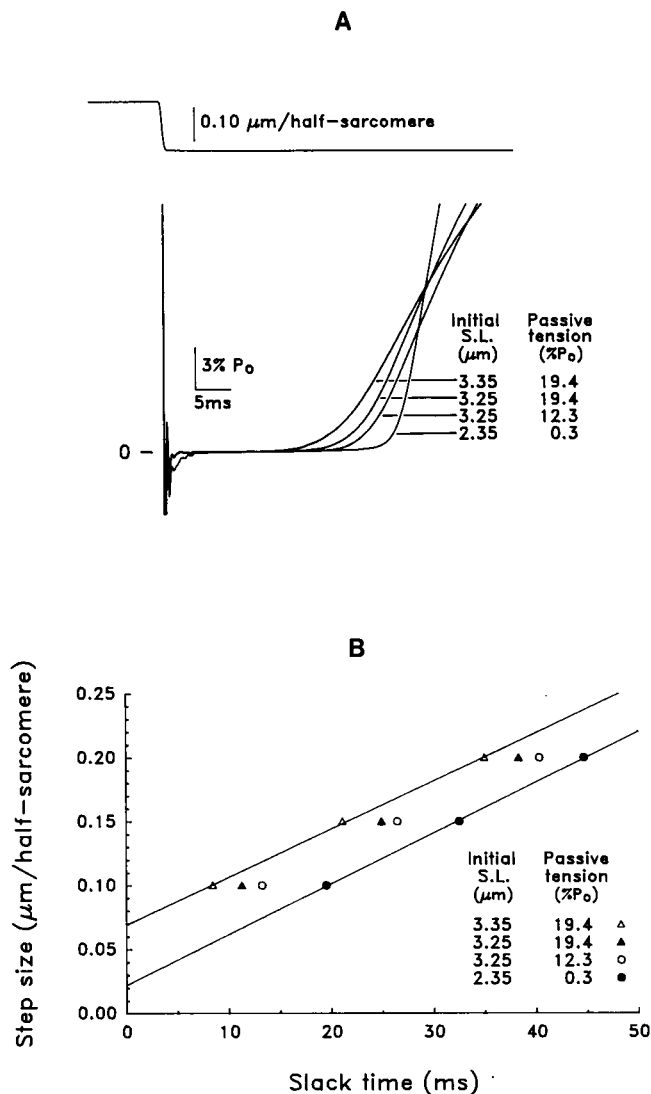 A
0.10 μm/half-sarcomere
3% Po
5ms
0
Initial Passive
S.L. tension
(μm) (%Po)
3.35 19.4
3.25 19.4
3.25 12.3
2.35 0.3
B
Step size (μm/half-sarcomere)
0.25
0.20
0.15
0.10
0.05
0.00
Initial Passive
S.L. tension
(μm) (%Po)
3.35 19.4
3.25 19.4
3.25 12.3
2.35 0.3
0 10 20 30 40 50
Slack time (ms)